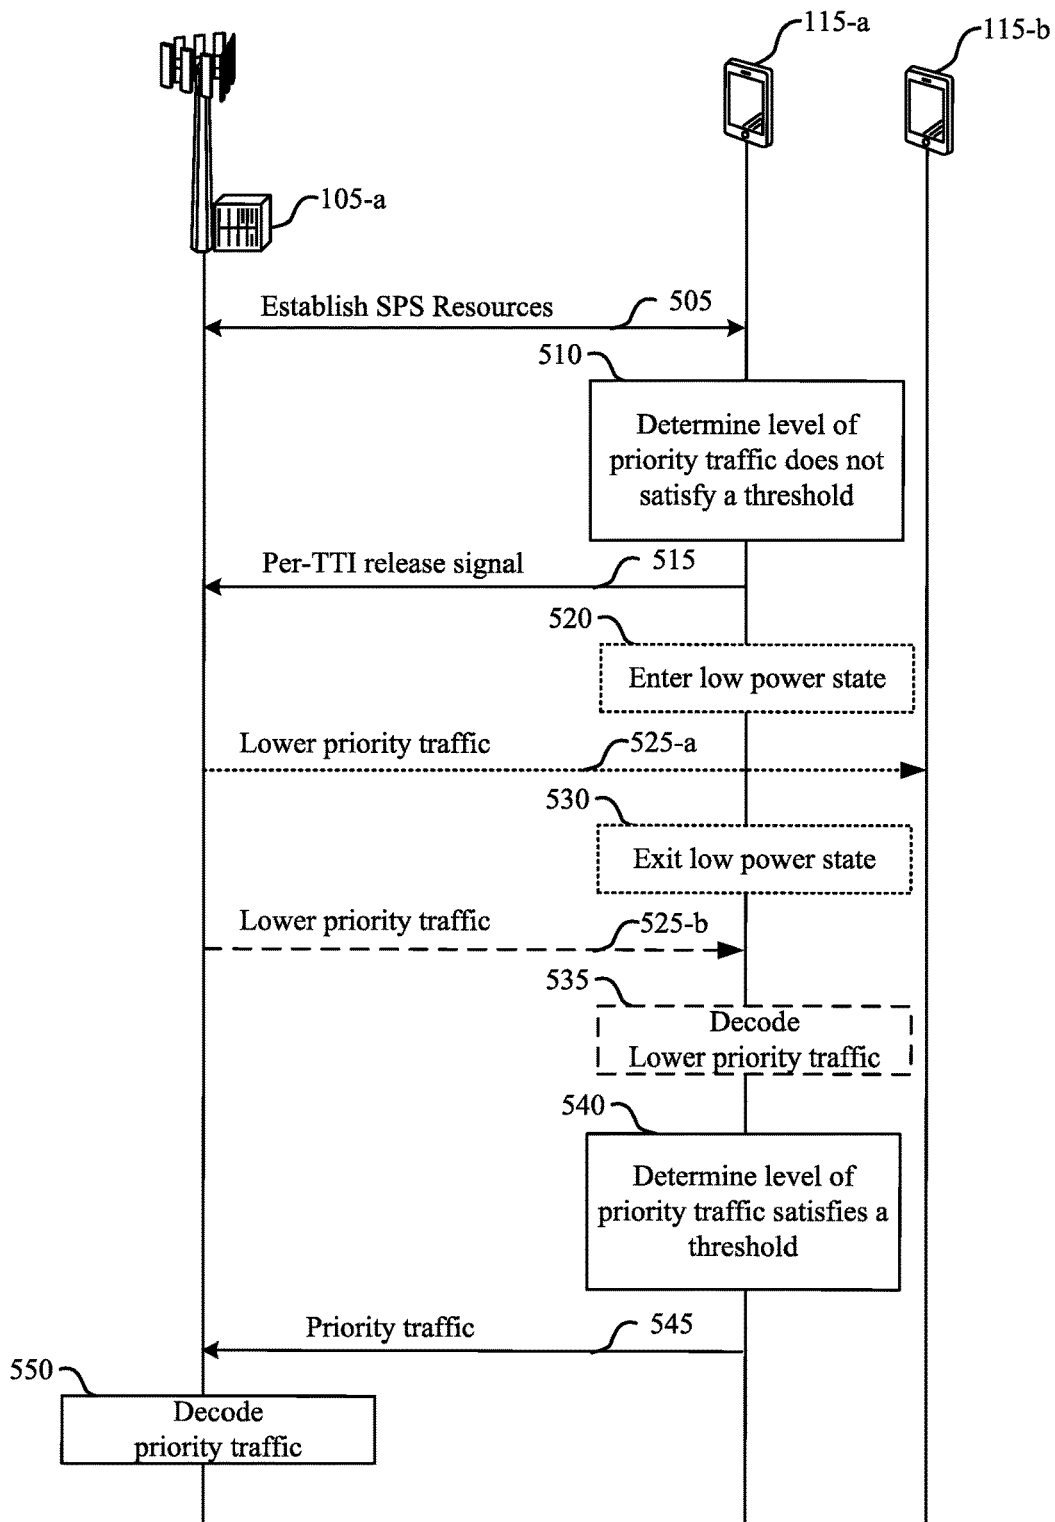 115-a
115-b
105-a
Establish SPS Resources
505
510
Determine level of
priority traffic does not
satisfy a threshold
Per-TTI release signal
515
520
Enter low power state
Lower priority traffic
525-a
530
Exit low power state
Lower priority traffic
525-b
535
Decode
Lower priority traffic
540
Determine level of
priority traffic satisfies a
threshold
Priority traffic
545
550
Decode
priority traffic